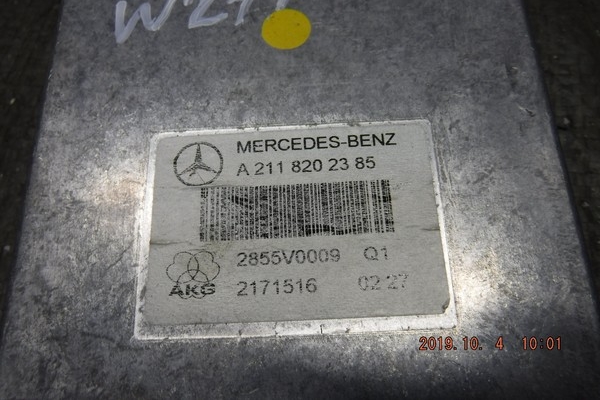 W211
MERCEDES-BENZ
A 211 820 23 85
2855V0009 Q1
AKG 2171516 02 27
2019.10. 4 10:01